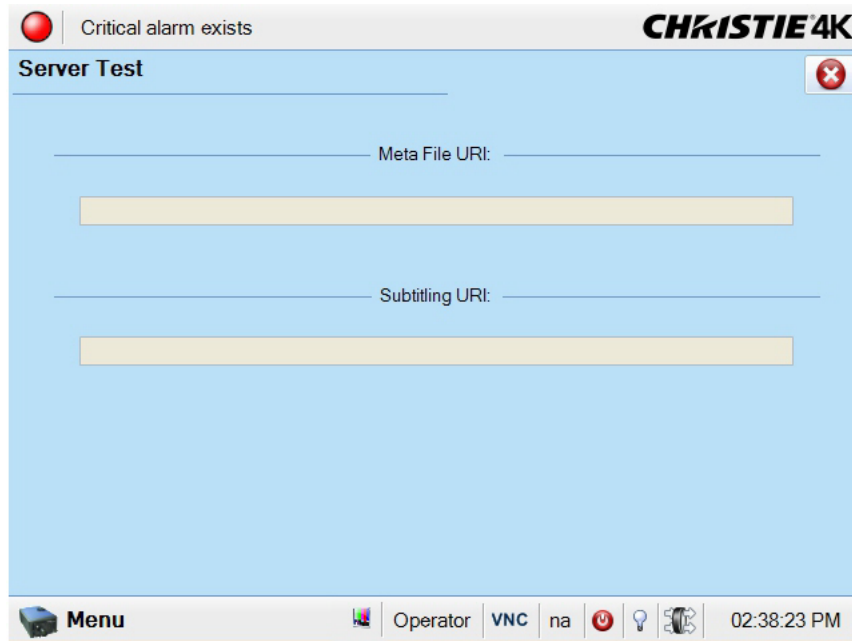 Critical alarm exists
CHRISTIE 4K
Server Test
Meta File URI:
Subtitling URI:
Menu
Operator
VNC
na
02:38:23 PM